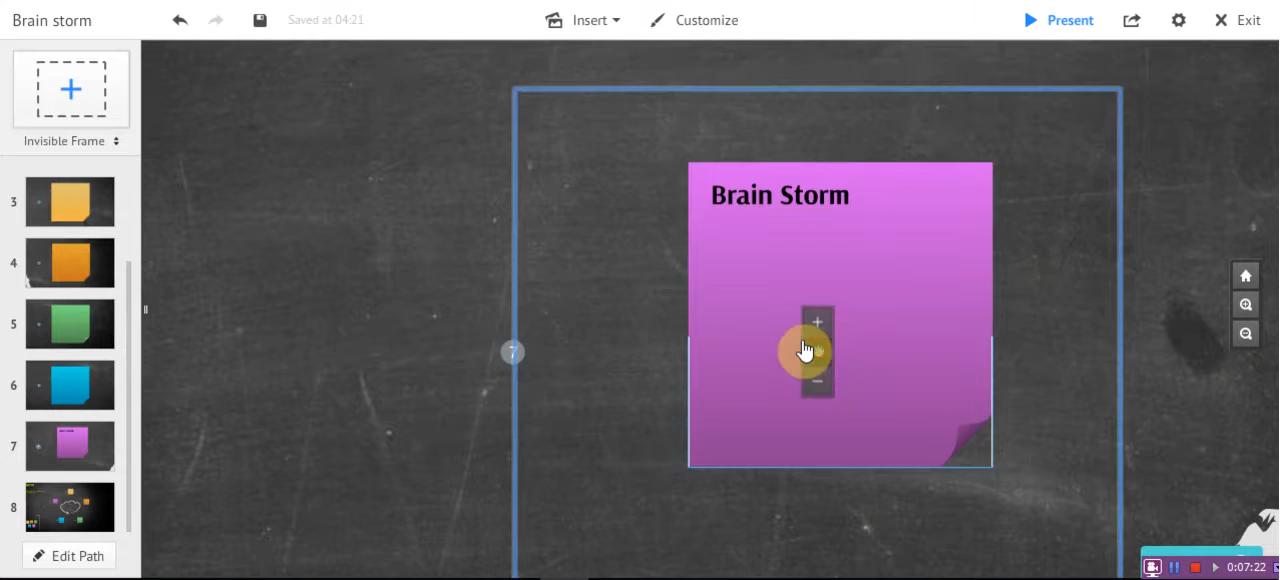 Brain storm
Saved at 04:21
Insert
Customize
Present
Exit
Invisible Frame
3
4
5
6
7
8
Edit Path
7
Brain Storm
0:07:22